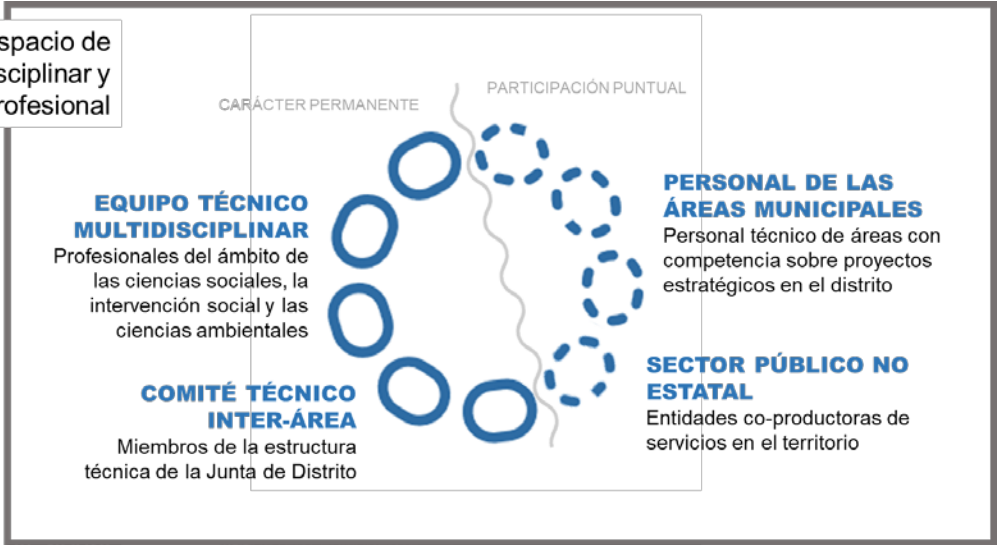 de
y
CARÁCTER PERMANENTE
PARTICIPACIÓN PUNTUAL
EQUIPO TÉCNICO
MULTIDISCIPLINAR
Profesionales del ámbito de
las ciencias sociales, la
intervención social y las
ciencias ambientales
COMITÉ TÉCNICO
INTER-ÁREA
Miembros de la estructura
técnica de la Junta de Distrito
PERSONAL DE LAS
ÁREAS MUNICIPALES
Personal técnico de áreas con
competencia sobre proyectos
estratégicos en el distrito
SECTOR PÚBLICO NO
ESTATAL
Entidades co-productoras de
servicios en el territorio